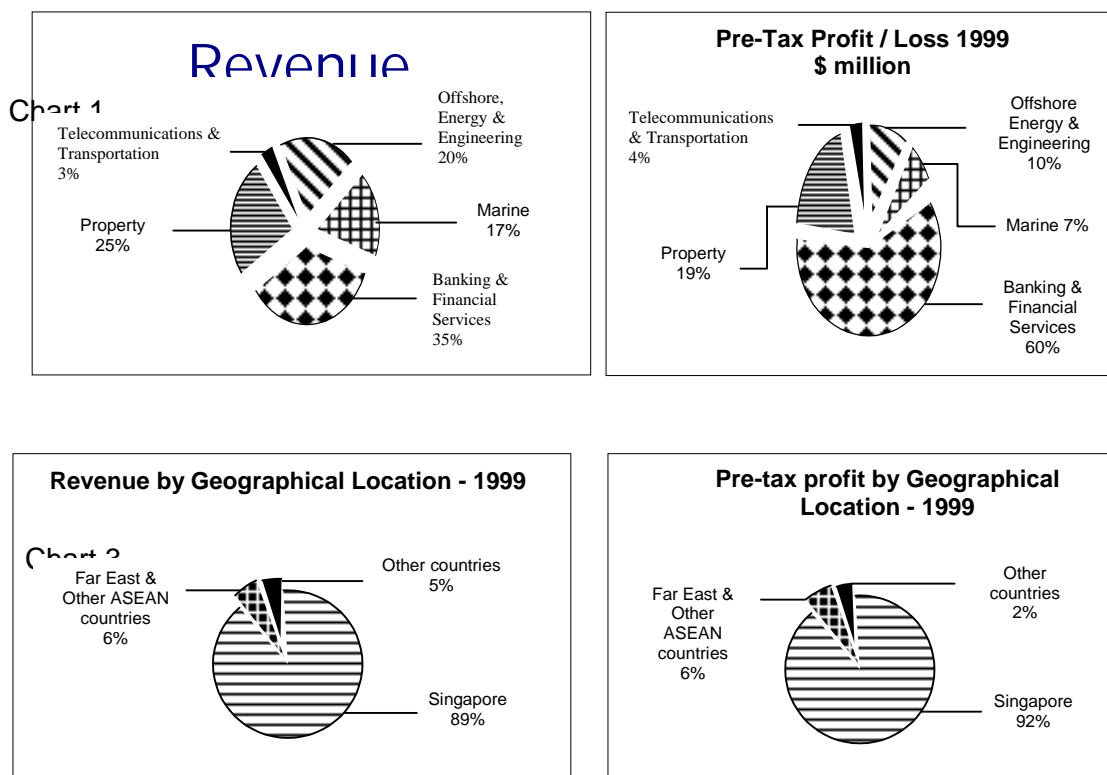 Revenue
Chart 1
Telecommunications &
Transportation
3%
Offshore,
Energy &
Engineering
20%
Property
25%
Marine
17%
Banking &
Financial
Services
35%
Pre-Tax Profit / Loss 1999
$ million
Telecommunications
& Transportation
4%
Offshore
Energy &
Engineering
10%
Marine 7%
Property
19%
Banking &
Financial
Services
60%
Revenue by Geographical Location - 1999
Chart 3
Far East &
Other ASEAN
countries
6%
Other countries
5%
Singapore
89%
Pre-tax profit by Geographical
Location - 1999
Far East &
Other
ASEAN
countries
6%
Other
countries
2%
Singapore
92%